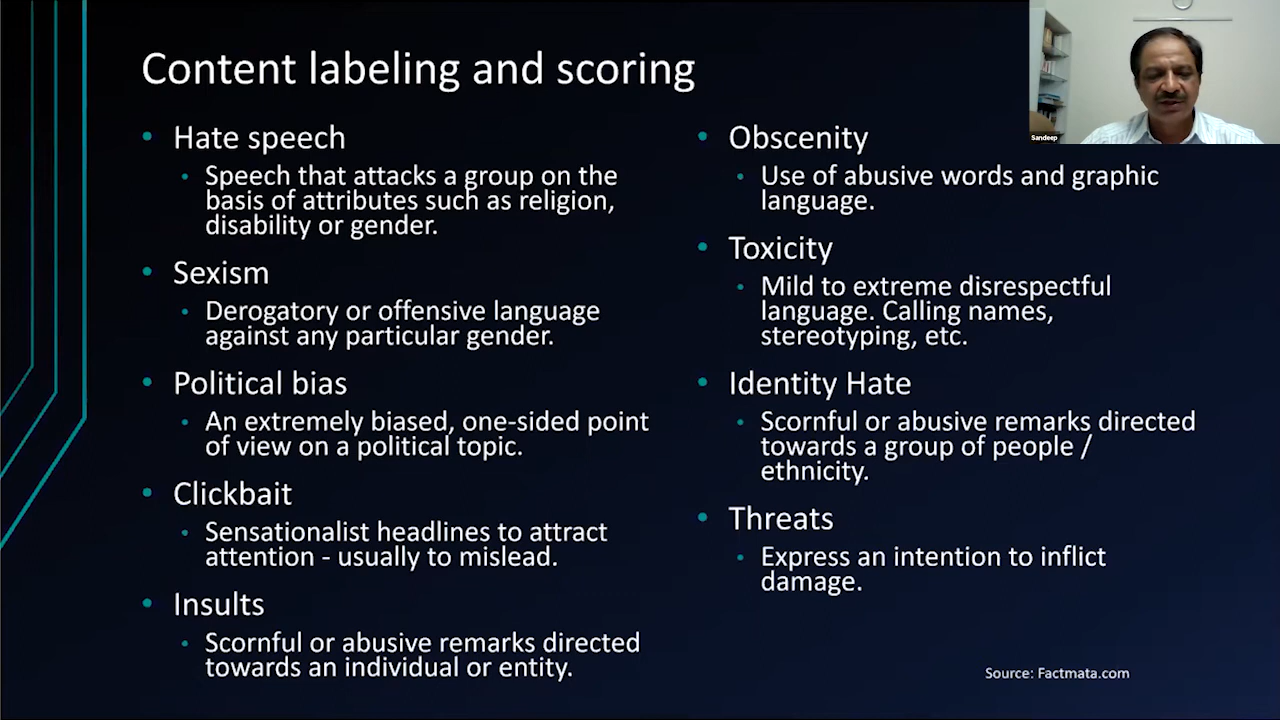 Content labeling and scoring
• Hate speech
• Speech that attacks a group on the
basis of attributes such as religion,
disability or gender.
• Sexism
• Derogatory or offensive language
against any particular gender.
• Political bias
• An extremely biased, one-sided point
of view on a political topic.
• Clickbait
• Sensationalist headlines to attract
attention - usually to mislead.
• Insults
• Scornful or abusive remarks directed
towards an individual or entity.
• Obscenity
• Use of abusive words and graphic
language.
• Toxicity
• Mild to extreme disrespectful
language. Calling names,
stereotyping, etc.
• Identity Hate
• Scornful or abusive remarks directed
towards a group of people /
ethnicity.
• Threats
• Express an intention to inflict
damage.
Source: Factmata.com
Sandeep